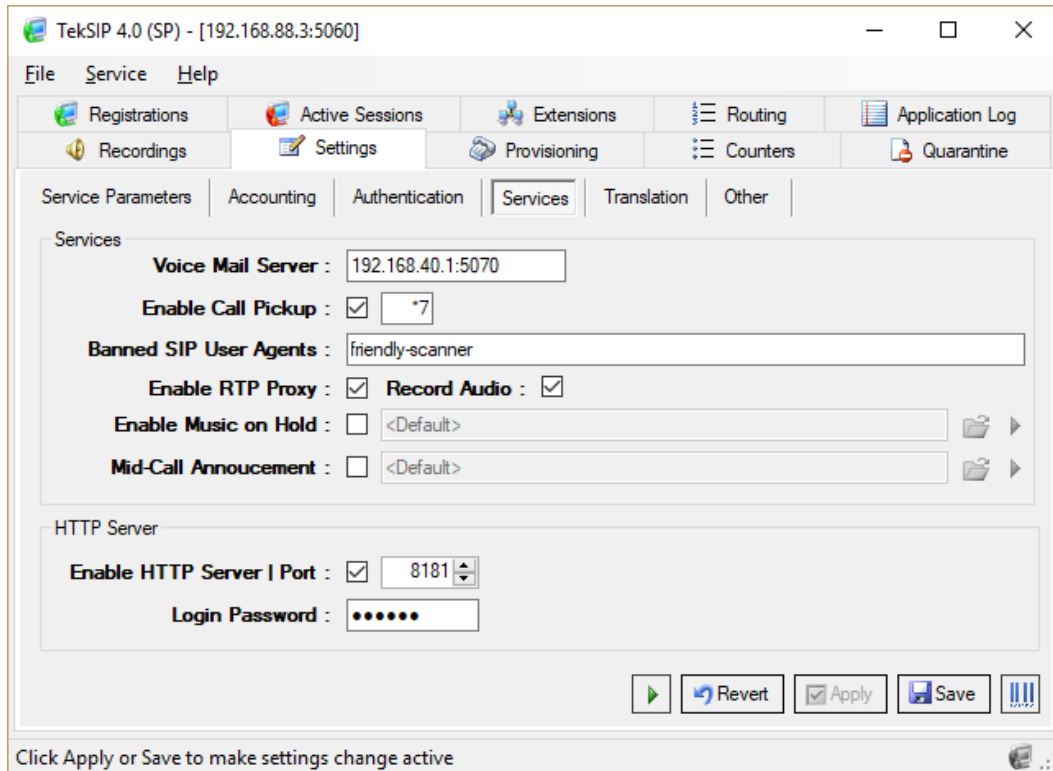 TekSIP 4.0 (SP) - [192.168.88.3:5060]
File Service Help
Registrations Active Sessions Extensions Routing Application Log
Recordings Settings Provisioning Counters Quarantine
Service Parameters Accounting Authentication Services Translation Other
Services
Voice Mail Server : 192.168.40.1:5070
Enable Call Pickup : *7
Banned SIP User Agents : friendly-scanner
Enable RTP Proxy : Record Audio :
Enable Music on Hold : <Default>
Mid-Call Annoucement : <Default>
HTTP Server
Enable HTTP Server | Port : 8181
Login Password : ●●●●●●
Revert Apply Save
Click Apply or Save to make settings change active